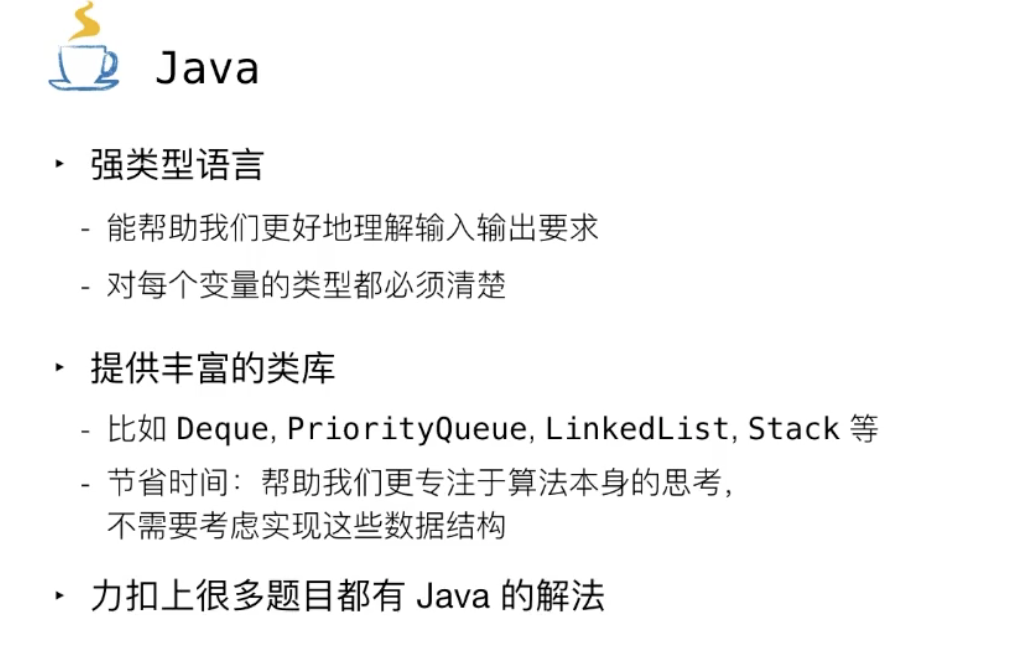 Java
‣ 强类型语言
- 能帮助我们更好地理解输入输出要求
- 对每个变量的类型都必须清楚
‣ 提供丰富的类库
- 比如 Deque, PriorityQueue, LinkedList, Stack 等
- 节省时间：帮助我们更专注于算法本身的思考，
不需要考虑实现这些数据结构
‣ 力扣上很多题目都有 Java 的解法